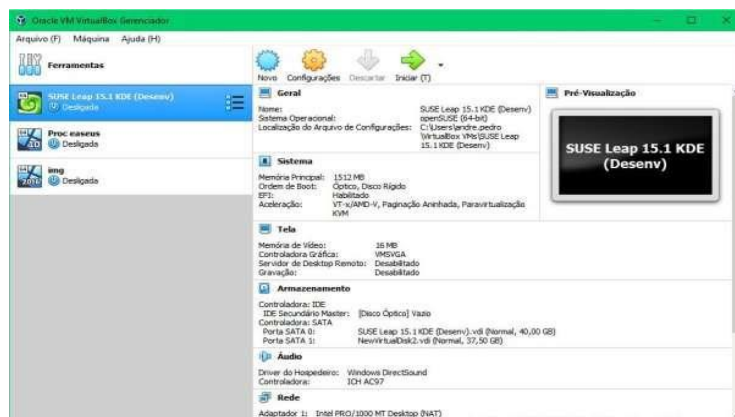 Oracle VM VirtualBox Gerenciador
Arquivo (F) Máquina Ajuda (H)
Ferramentas
SUSE Leap 15.1 KDE (Desenv)
Desligada
Proc easeus
Desligada
img
Desligada
Novo Configurações Descartar Iniciar (T)
Geral
Nome: SUSE Leap 15.1 KDE (Desenv)
Sistema Operacional: openSUSE (64-bit)
Localização do Arquivo de Configurações: C:\Users\andre.pedro
\VirtualBox VMs\SUSE Leap
15.1 KDE (Desenv)
Sistema
Memória Principal: 1512 MB
Ordem de Boot: Óptico, Disco Rígido
EFI: Habilitado
Aceleração: VT-x/AMD-V, Paginação Aninhada, Paravirtualização
KVM
Tela
Memória de Vídeo: 16 MB
Controladora Gráfica: VMSVGA
Servidor de Desktop Remoto: Desabilitado
Gravação: Desabilitado
Armazenamento
Controladora: IDE
IDE Secundário Master: [Disco Óptico] Vazio
Controladora: SATA
Porta SATA 0: SUSE Leap 15.1 KDE (Desenv).vdi (Normal, 40,00 GB)
Porta SATA 1: NewVirtualDisk2.vdi (Normal, 37,50 GB)
Áudio
Driver do Hospedeiro: Windows DirectSound
Controladora: ICH AC97
Rede
Adaptador 1: Intel PRO/1000 MT Desktop (NAT)
Pré-Visualização
SUSE Leap 15.1 KDE
(Desenv)